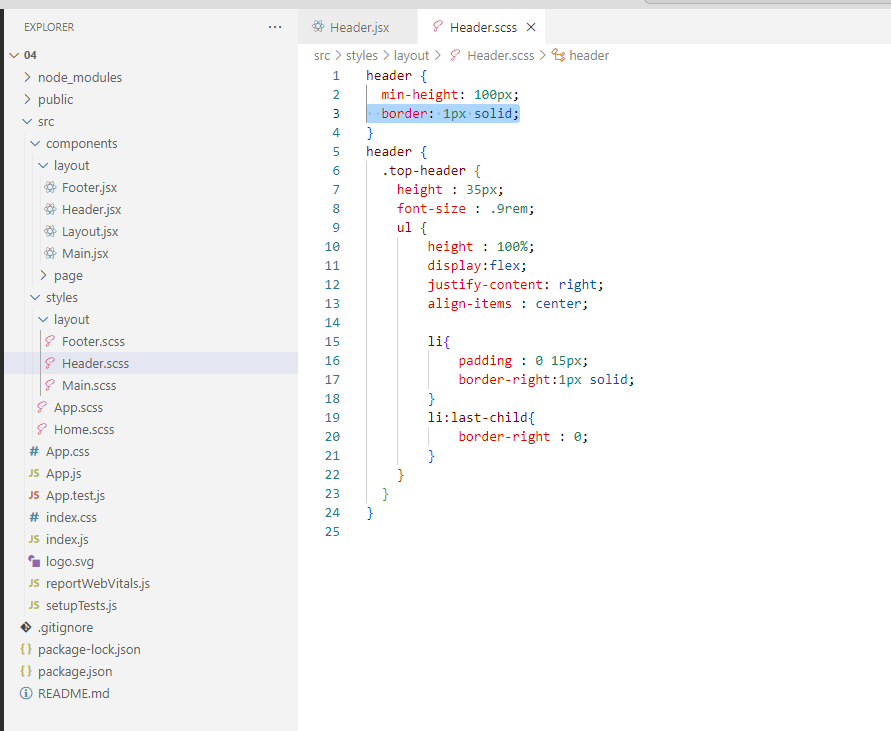 EXPLORER
...
04
node_modules
public
src
components
layout
Footer.jsx
Header.jsx
Layout.jsx
Main.jsx
page
styles
layout
Footer.scss
Header.scss
Main.scss
App.scss
Home.scss
# App.css
JS App.js
JS App.test.js
# index.css
JS index.js
logo.svg
JS reportWebVitals.js
JS setupTests.js
.gitignore
{} package-lock.json
{} package.json
README.md
Header.jsx
Header.scss
src > styles > layout > Header.scss > header
1 header {
2 min-height: 100px;
3 border: 1px solid;
4 }
5 header {
6 .top-header {
7 height : 35px;
8 font-size : .9rem;
9 ul {
10 height : 100%;
11 display:flex;
12 justify-content: right;
13 align-items : center;
14
15 li{
16 padding : 0 15px;
17 border-right:1px solid;
18 }
19 li:last-child{
20 border-right : 0;
21 }
22 }
23 }
24 }
25